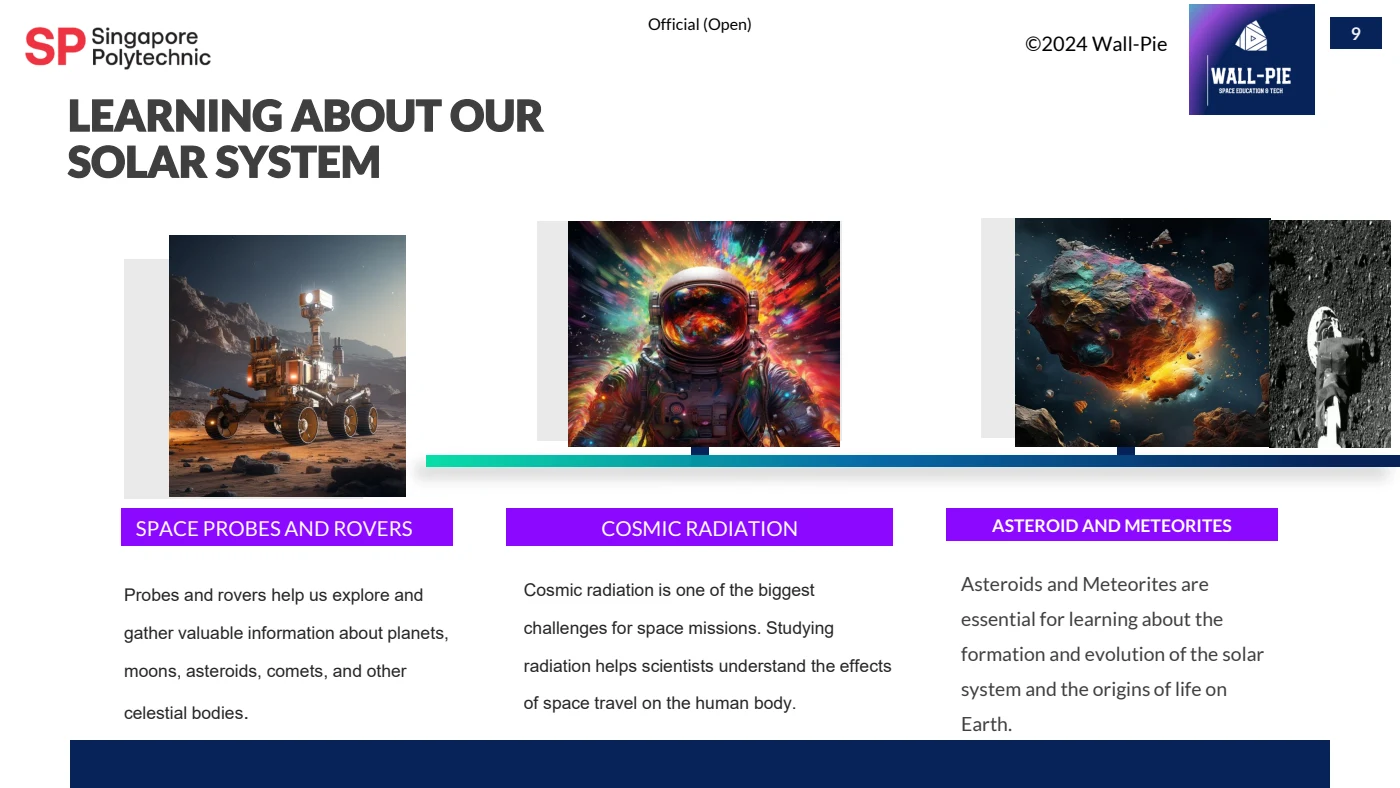 Official (Open)
SP Singapore
Polytechnic
©2024 Wall-Pie
WALL-PIE
SPACE EDUCATION & TECH
9
LEARNING ABOUT OUR
SOLAR SYSTEM
SPACE PROBES AND ROVERS
Probes and rovers help us explore and
gather valuable information about planets,
moons, asteroids, comets, and other
celestial bodies.
COSMIC RADIATION
Cosmic radiation is one of the biggest
challenges for space missions. Studying
radiation helps scientists understand the effects
of space travel on the human body.
ASTEROID AND METEORITES
Asteroids and Meteorites are
essential for learning about the
formation and evolution of the solar
system and the origins of life on
Earth.